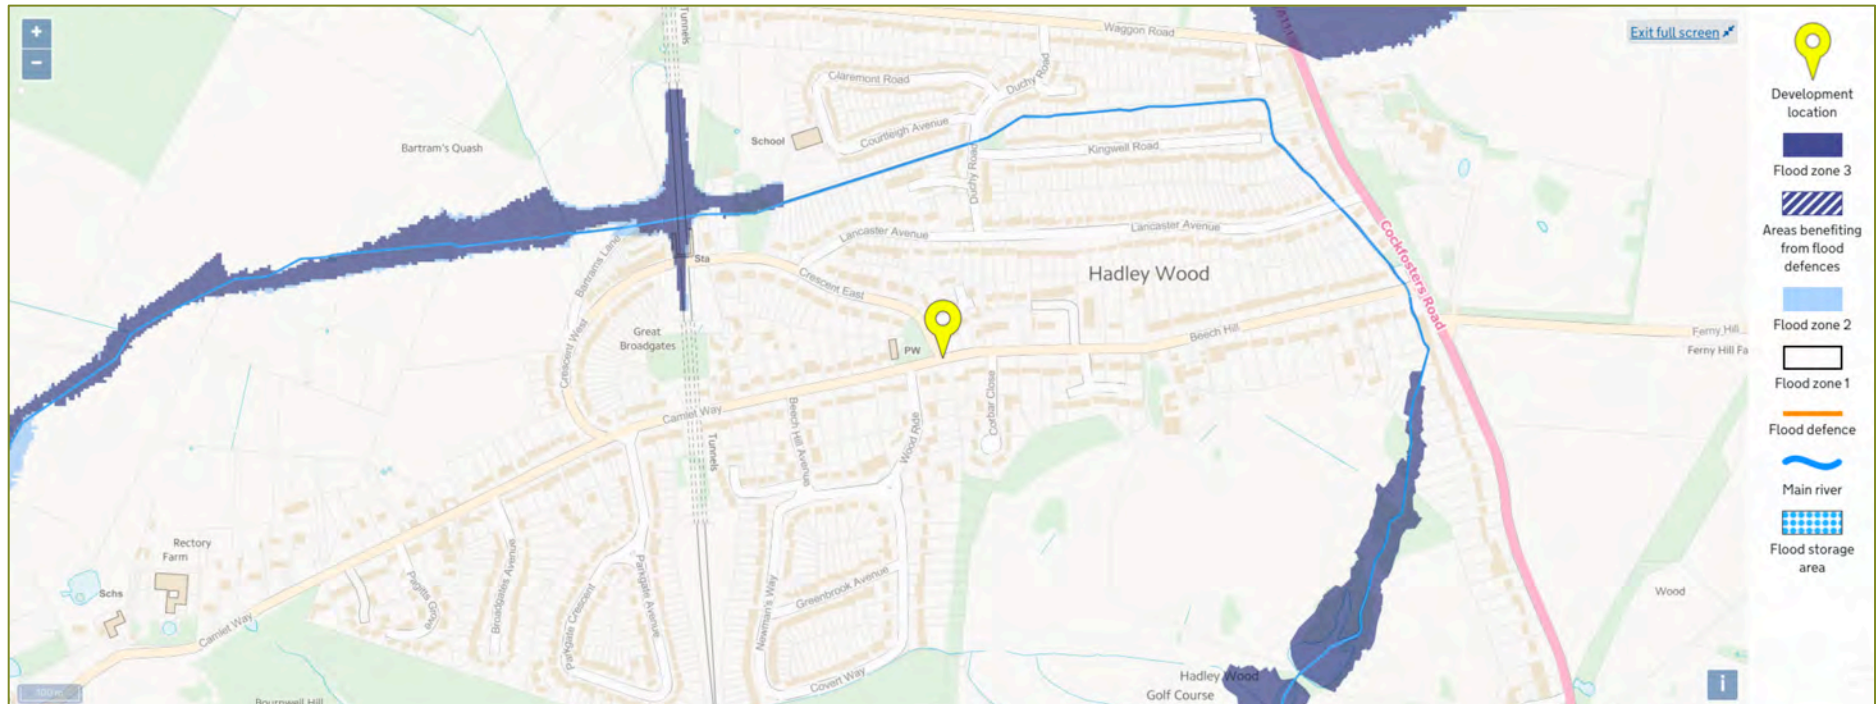 +
−
Tunnels
Waggon Road
A111
Exit full screen
Claremont Road
Duchy Road
Development
location
Bartram's Quash
School
Courtleigh Avenue
Kingwell Road
Flood zone 3
Duchy Road
Areas benefiting
from flood
defences
Lancaster Avenue
Lancaster Avenue
Cockfosters Road
Bartrams Lane
Sta
Crescent East
Hadley Wood
Flood zone 2
Great
Broadgates
Crescent West
PW
Beech Hill
Ferny Hill
Ferny Hill Fa
Flood zone 1
Camlet Way
Beech Hill Avenue
Wood Ride
Corbar Close
Flood defence
Tunnels
Main river
Rectory
Farm
Schs
Pagitts Grove
Broadgates Avenue
Parkgate Crescent
Parkgate Avenue
Newman's Way
Greenbrook Avenue
Flood storage
area
Wood
Camlet Way
Covert Way
Hadley Wood
Golf Course
Bournwell Hill
i